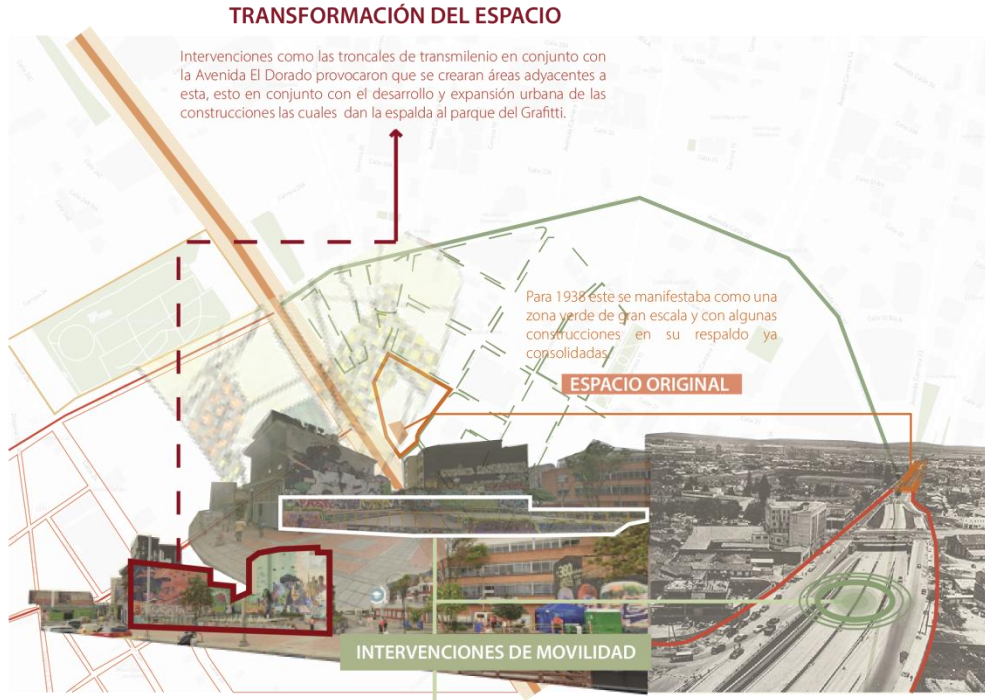 TRANSFORMACIÓN DEL ESPACIO
Intervenciones como las troncales de transmilenio en conjunto con
la Avenida El Dorado provocaron que se crearan áreas adyacentes a
esta, esto en conjunto con el desarrollo y expansión urbana de las
construcciones las cuales dan la espalda al parque del Grafitti.
Para 1938 este se manifestaba como una
zona verde de gran escala y con algunas
construcciones en su respaldo ya
consolidadas.
ESPACIO ORIGINAL
INTERVENCIONES DE MOVILIDAD